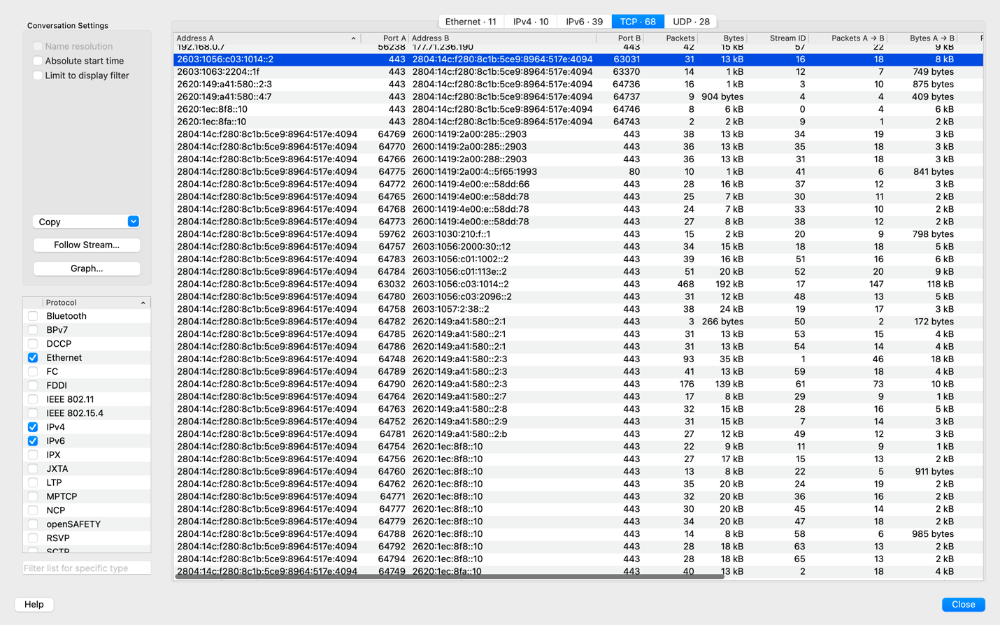 Conversation Settings
Name resolution
Absolute start time
Limit to display filter
Copy
Follow Stream...
Graph...
Protocol
Bluetooth
BPv7
DCCP
Ethernet
FC
FDDI
IEEE 802.11
IEEE 802.15.4
IPv4
IPv6
IPX
JXTA
LTP
MPTCP
NCP
openSAFETY
RSVP
SCTP
Filter list for specific type
Help
Ethernet · 11 IPv4 · 10 IPv6 · 39 TCP · 68 UDP · 28
Address A Port A Address B Port B Packets Bytes Stream ID Packets A → B Bytes A → B
192.168.0.7 56238 177.71.236.190 443 42 15 kB 57 22 9 kB
2603:1056:c03:1014::2 443 2804:14c:f280:8c1b:5ce9:8964:517e:4094 63031 31 13 kB 16 18 8 kB
2603:1063:2204::1f 443 2804:14c:f280:8c1b:5ce9:8964:517e:4094 63370 14 1 kB 12 7 749 bytes
2620:149:a41:580::2:3 443 2804:14c:f280:8c1b:5ce9:8964:517e:4094 64736 16 1 kB 3 10 875 bytes
2620:149:a41:580::4:7 443 2804:14c:f280:8c1b:5ce9:8964:517e:4094 64737 9 904 bytes 4 4 409 bytes
2620:1ec:8f8::10 443 2804:14c:f280:8c1b:5ce9:8964:517e:4094 64746 8 6 kB 0 4 6 kB
2620:1ec:8fa::10 443 2804:14c:f280:8c1b:5ce9:8964:517e:4094 64743 2 2 kB 9 1 2 kB
2804:14c:f280:8c1b:5ce9:8964:517e:4094 64769 2600:1419:2a00:285::2903 443 38 13 kB 34 19 3 kB
2804:14c:f280:8c1b:5ce9:8964:517e:4094 64770 2600:1419:2a00:285::2903 443 36 13 kB 35 18 3 kB
2804:14c:f280:8c1b:5ce9:8964:517e:4094 64766 2600:1419:2a00:288::2903 443 36 13 kB 31 18 3 kB
2804:14c:f280:8c1b:5ce9:8964:517e:4094 64775 2600:1419:2a00:4::5f65:1993 80 10 1 kB 41 6 841 bytes
2804:14c:f280:8c1b:5ce9:8964:517e:4094 64772 2600:1419:4e00:e::58dd:66 443 28 16 kB 37 12 3 kB
2804:14c:f280:8c1b:5ce9:8964:517e:4094 64765 2600:1419:4e00:e::58dd:78 443 25 7 kB 30 11 2 kB
2804:14c:f280:8c1b:5ce9:8964:517e:4094 64768 2600:1419:4e00:e::58dd:78 443 24 7 kB 33 10 2 kB
2804:14c:f280:8c1b:5ce9:8964:517e:4094 64773 2600:1419:4e00:e::58dd:78 443 27 8 kB 38 12 2 kB
2804:14c:f280:8c1b:5ce9:8964:517e:4094 59762 2603:1030:210:f::1 443 15 2 kB 20 9 798 bytes
2804:14c:f280:8c1b:5ce9:8964:517e:4094 64757 2603:1056:2000:30::12 443 34 15 kB 18 18 5 kB
2804:14c:f280:8c1b:5ce9:8964:517e:4094 64783 2603:1056:c01:1002::2 443 39 16 kB 51 16 6 kB
2804:14c:f280:8c1b:5ce9:8964:517e:4094 64784 2603:1056:c01:113e::2 443 51 20 kB 52 20 9 kB
2804:14c:f280:8c1b:5ce9:8964:517e:4094 63032 2603:1056:c03:1014::2 443 468 192 kB 17 147 118 kB
2804:14c:f280:8c1b:5ce9:8964:517e:4094 64780 2603:1056:c03:2096::2 443 31 12 kB 48 13 5 kB
2804:14c:f280:8c1b:5ce9:8964:517e:4094 64758 2603:1057:2:38::2 443 38 24 kB 19 17 3 kB
2804:14c:f280:8c1b:5ce9:8964:517e:4094 64782 2620:149:a41:580::2:1 443 3 266 bytes 50 2 172 bytes
2804:14c:f280:8c1b:5ce9:8964:517e:4094 64785 2620:149:a41:580::2:1 443 31 13 kB 53 15 4 kB
2804:14c:f280:8c1b:5ce9:8964:517e:4094 64786 2620:149:a41:580::2:1 443 31 13 kB 54 14 4 kB
2804:14c:f280:8c1b:5ce9:8964:517e:4094 64748 2620:149:a41:580::2:3 443 93 35 kB 1 46 18 kB
2804:14c:f280:8c1b:5ce9:8964:517e:4094 64789 2620:149:a41:580::2:3 443 41 13 kB 59 18 4 kB
2804:14c:f280:8c1b:5ce9:8964:517e:4094 64790 2620:149:a41:580::2:3 443 176 139 kB 61 73 10 kB
2804:14c:f280:8c1b:5ce9:8964:517e:4094 64764 2620:149:a41:580::2:7 443 17 8 kB 29 9 1 kB
2804:14c:f280:8c1b:5ce9:8964:517e:4094 64763 2620:149:a41:580::2:8 443 32 15 kB 28 16 5 kB
2804:14c:f280:8c1b:5ce9:8964:517e:4094 64752 2620:149:a41:580::2:9 443 31 15 kB 7 14 3 kB
2804:14c:f280:8c1b:5ce9:8964:517e:4094 64781 2620:149:a41:580::2:b 443 27 12 kB 49 12 3 kB
2804:14c:f280:8c1b:5ce9:8964:517e:4094 64754 2620:1ec:8f8::10 443 22 9 kB 11 9 1 kB
2804:14c:f280:8c1b:5ce9:8964:517e:4094 64756 2620:1ec:8f8::10 443 27 17 kB 15 13 2 kB
2804:14c:f280:8c1b:5ce9:8964:517e:4094 64760 2620:1ec:8f8::10 443 13 8 kB 22 5 911 bytes
2804:14c:f280:8c1b:5ce9:8964:517e:4094 64762 2620:1ec:8f8::10 443 35 20 kB 24 19 2 kB
2804:14c:f280:8c1b:5ce9:8964:517e:4094 64771 2620:1ec:8f8::10 443 32 20 kB 36 16 2 kB
2804:14c:f280:8c1b:5ce9:8964:517e:4094 64777 2620:1ec:8f8::10 443 30 20 kB 45 14 2 kB
2804:14c:f280:8c1b:5ce9:8964:517e:4094 64779 2620:1ec:8f8::10 443 34 20 kB 47 18 2 kB
2804:14c:f280:8c1b:5ce9:8964:517e:4094 64788 2620:1ec:8f8::10 443 14 8 kB 58 6 985 bytes
2804:14c:f280:8c1b:5ce9:8964:517e:4094 64792 2620:1ec:8f8::10 443 28 18 kB 63 13 2 kB
2804:14c:f280:8c1b:5ce9:8964:517e:4094 64794 2620:1ec:8f8::10 443 28 18 kB 65 13 2 kB
2804:14c:f280:8c1b:5ce9:8964:517e:4094 64749 2620:1ec:8fa::10 443 40 13 kB 2 18 4 kB
Close